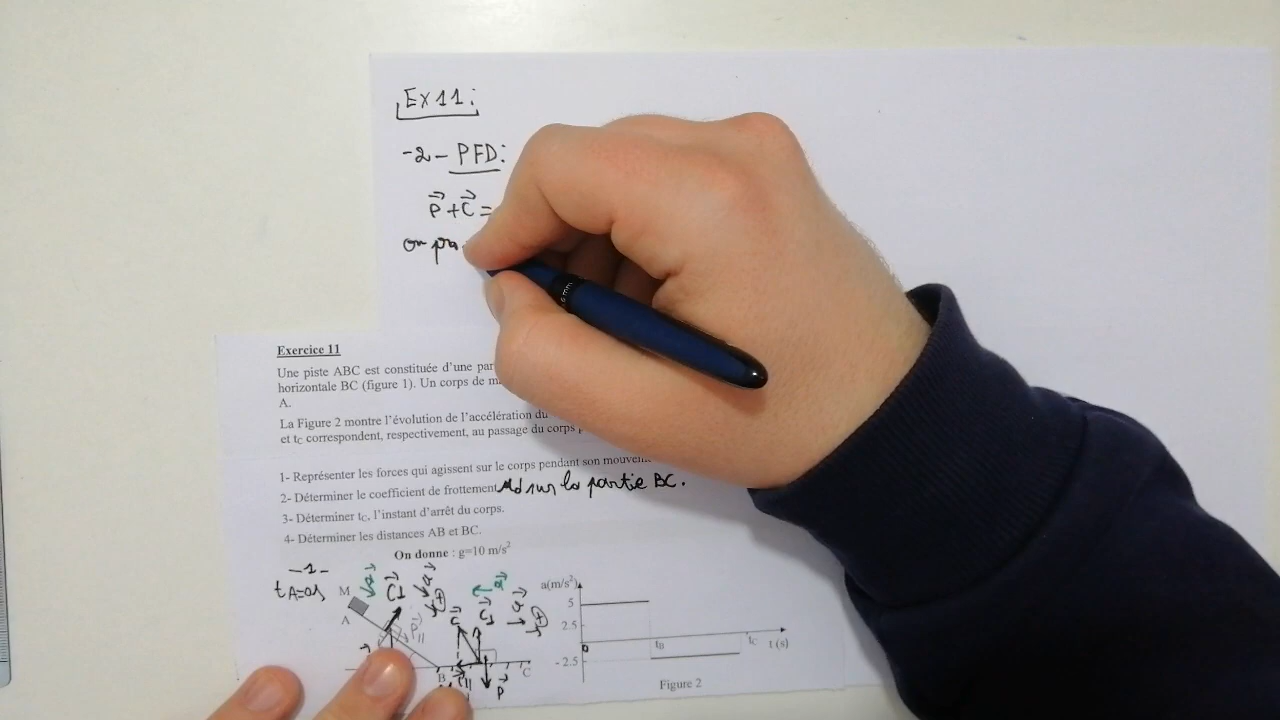 Ex 11:
-2- PFD:
P⃗ + C⃗ =
on pa
Exercice 11
Une piste ABC est constituée d'une par
horizontale BC (figure 1). Un corps de m
A.
La Figure 2 montre l'évolution de l'accélération du
et tC correspondent, respectivement, au passage du corps
1- Représenter les forces qui agissent sur le corps pendant son mouvem
2- Déterminer le coefficient de frottement μd sur la partie BC.
3- Déterminer tC, l'instant d'arrêt du corps.
4- Déterminer les distances AB et BC.
On donne : g=10 m/s²
-1-
tA=0s
M
A
B
C
P⃗
a(m/s²)
5
2.5
0
- 2.5
tB
tC
t (s)
Figure 2